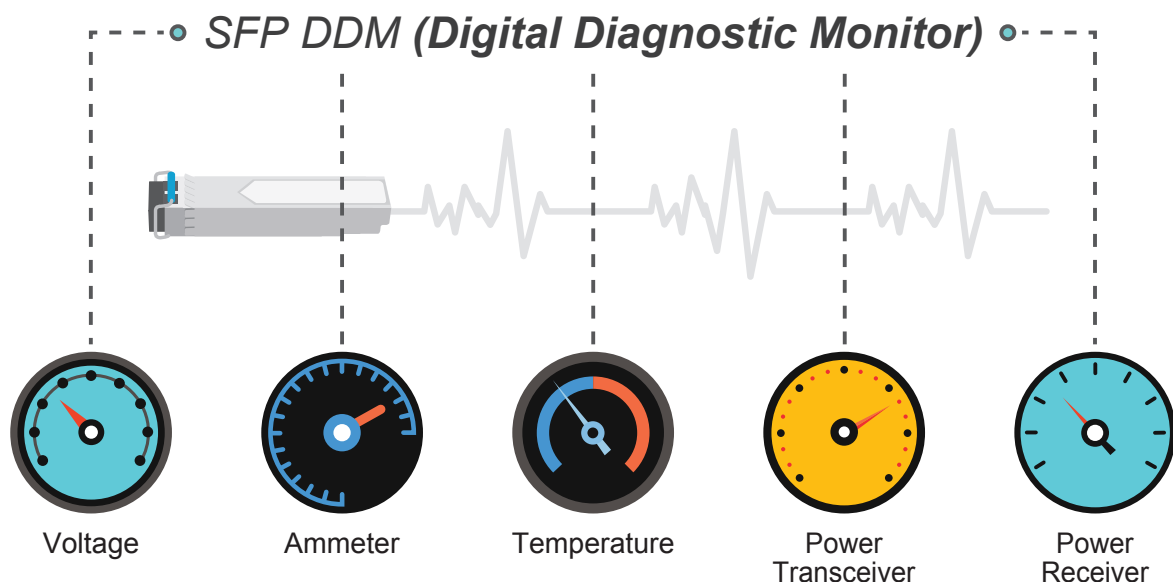 SFP DDM (Digital Diagnostic Monitor)
Voltage
Ammeter
Temperature
Power
Transceiver
Power
Receiver